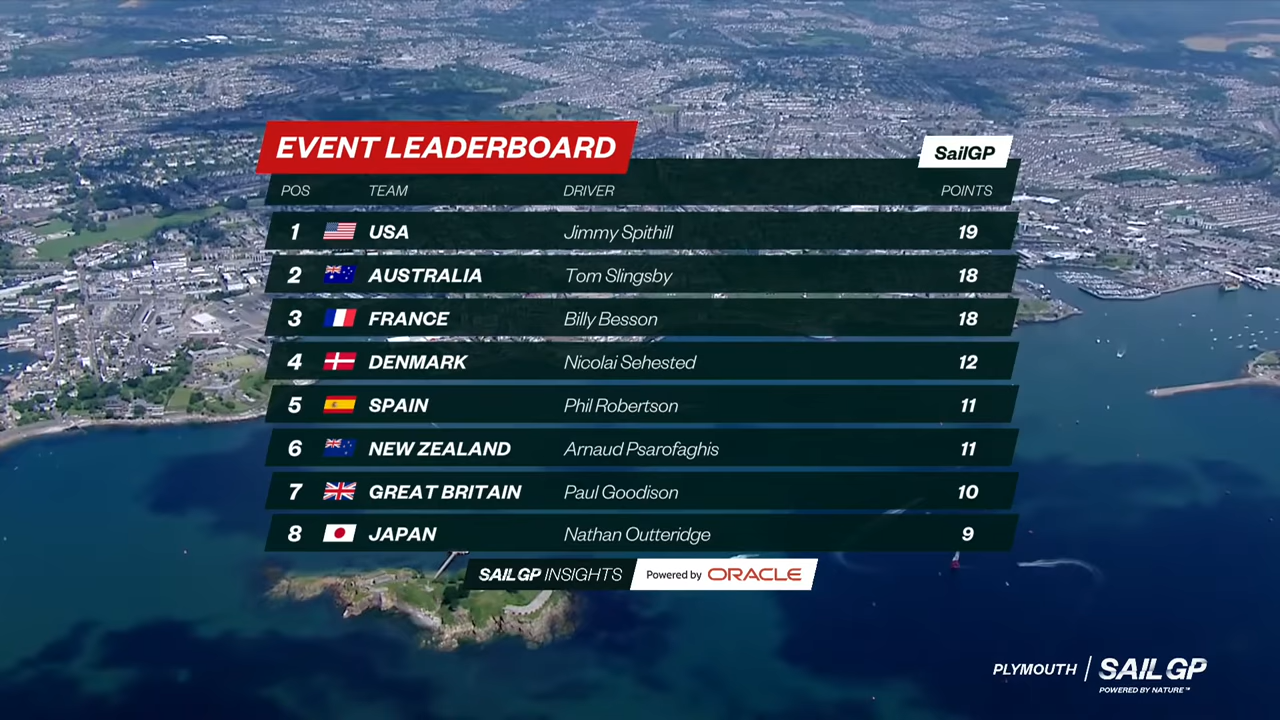 EVENT LEADERBOARD
SailGP
POS TEAM DRIVER POINTS
1 USA Jimmy Spithill 19
2 AUSTRALIA Tom Slingsby 18
3 FRANCE Billy Besson 18
4 DENMARK Nicolai Sehested 12
5 SPAIN Phil Robertson 11
6 NEW ZEALAND Arnaud Psarofaghis 11
7 GREAT BRITAIN Paul Goodison 10
8 JAPAN Nathan Outteridge 9
SAILGP INSIGHTS Powered by ORACLE
PLYMOUTH | SAILGP
POWERED BY NATURE™